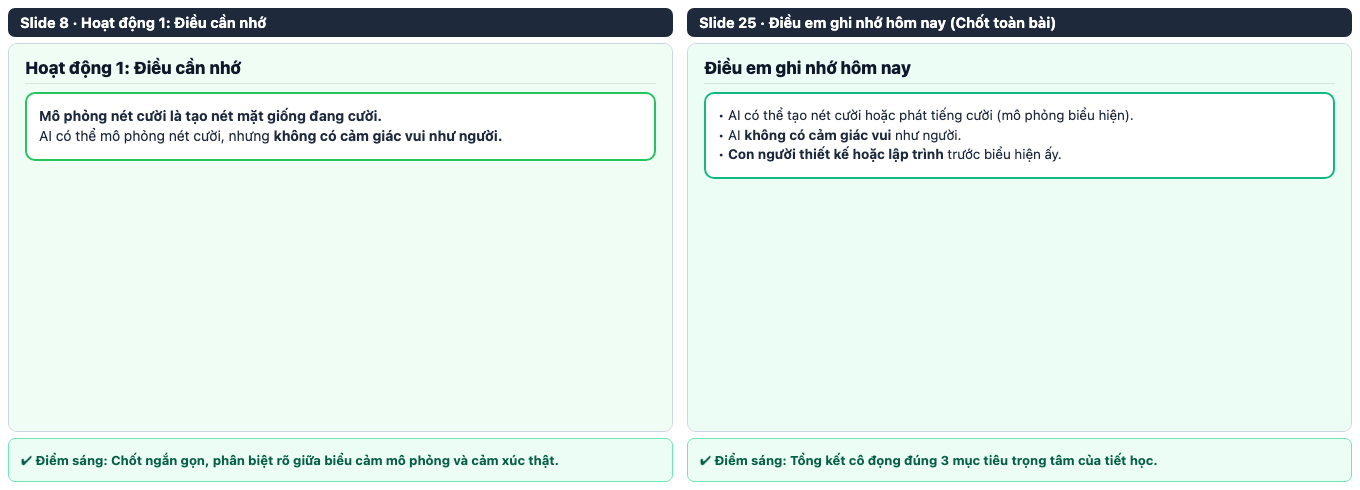 Slide 8 · Hoạt động 1: Điều cần nhớ
Hoạt động 1: Điều cần nhớ
Mô phỏng nét cười là tạo nét mặt giống đang cười.
AI có thể mô phỏng nét cười, nhưng không có cảm giác vui như người.
✔ Điểm sáng: Chốt ngắn gọn, phân biệt rõ giữa biểu cảm mô phỏng và cảm xúc thật.
Slide 25 · Điều em ghi nhớ hôm nay (Chốt toàn bài)
Điều em ghi nhớ hôm nay
• AI có thể tạo nét cười hoặc phát tiếng cười (mô phỏng biểu hiện).
• AI không có cảm giác vui như người.
• Con người thiết kế hoặc lập trình trước biểu hiện ấy.
✔ Điểm sáng: Tổng kết cô đọng đúng 3 mục tiêu trọng tâm của tiết học.